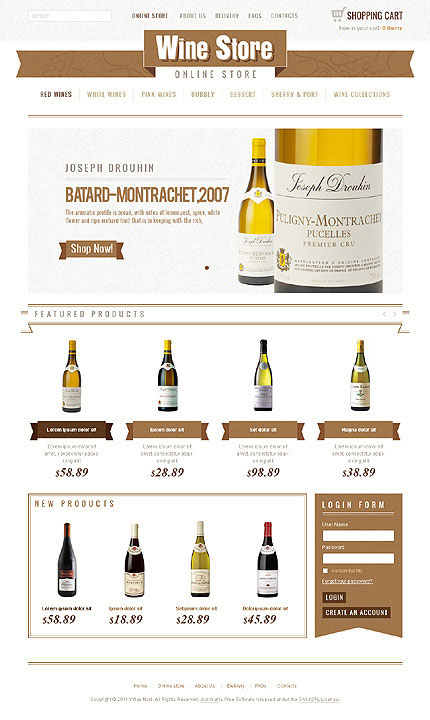 Search
ONLINE STORE ABOUT US DELIVERY FAQS CONTACTS
SHOPPING CART
Now in your cart 0 items
Wine Store
ONLINE STORE
RED WINES WHITE WINES PINK WINES BUBBLY DESSERT SHERRY & PORT WINE COLLECTIONS
JOSEPH DROUHIN
BATARD-MONTRACHET,2007
The aromatic profile is broad, with notes of lemon zest, spice, white
flower and ripe orchard fruit that is in keeping with the rich,
Shop Now!
Joseph Drouhin
PULIGNY-MONTRACHET
PUCELLES
PREMIER CRU
FEATURED PRODUCTS
Lorem ipsum dolor sit
Ipsum dolor sit
Set dolor sit
Magna dolor sit
Lorem ipsum dolor sit
amet, consectetur adipis
cising elit
Lorem ipsum dolor sit
amet, consectetur adipis
cising elit
Lorem ipsum dolor sit
amet, consectetur adipis
cising elit
Lorem ipsum dolor sit
amet, consectetur adipis
cising elit
$58.89 $28.89 $98.89 $38.89
NEW PRODUCTS
Lorem ipsum dolor sit
Ipsum dolor sit
Setipsum dolor sit
Doloripsum dolor sit
$58.89 $18.89 $28.89 $45.89
LOGIN FORM
User Name
Password
Remember me
Forgot your password?
LOGIN
CREATE AN ACCOUNT
Home Online store About Us Delivery FAQs Contacts
Copyright © 2011 Virtue Mart. All Rights Reserved. Joomla! is Free Software released under the GNU/GPL License.